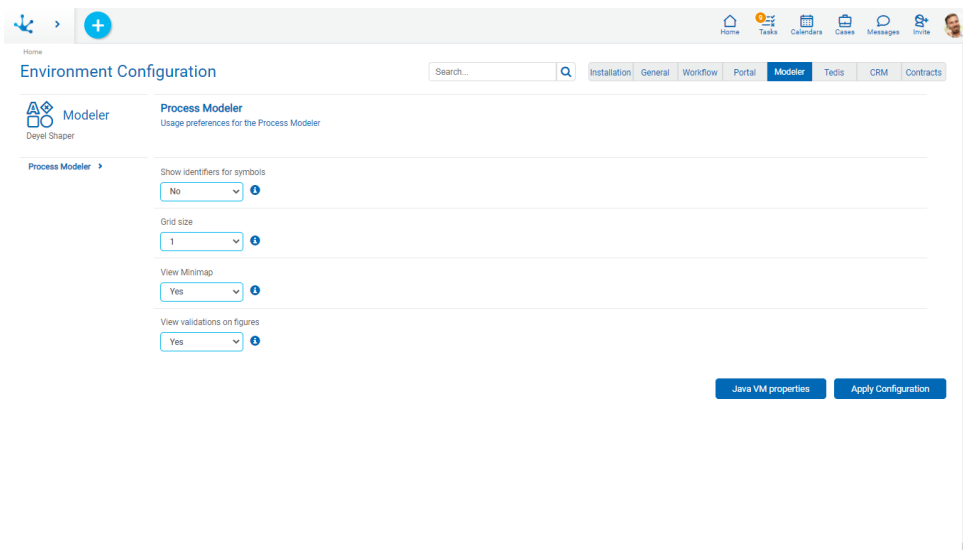 9
Home
Tasks
Calendars
Cases
Messages
Invite
Home
Environment Configuration
Search...
Installation
General
Workflow
Portal
Modeler
Tedis
CRM
Contracts
Modeler
Deyel Shaper
Process Modeler
Usage preferences for the Process Modeler
Process Modeler
Show identifiers for symbols
No
Grid size
1
View Minimap
Yes
View validations on figures
Yes
Java VM properties
Apply Configuration